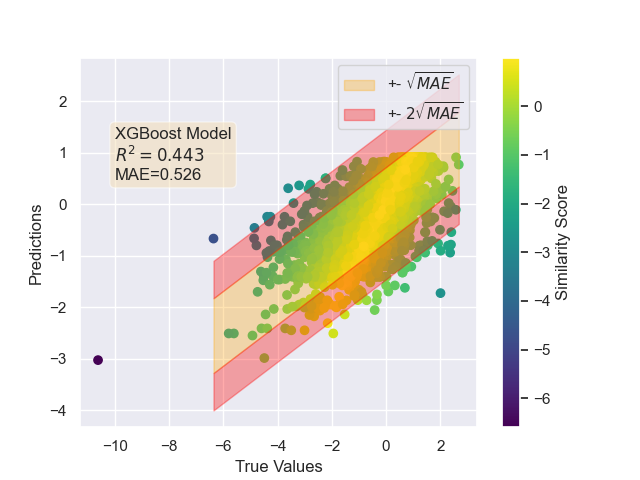 +- √MAE
+- 2√MAE
XGBoost Model
R² = 0.443
MAE=0.526
Predictions
2
1
0
−1
−2
−3
−4
−10
−8
−6
−4
−2
0
2
True Values
0
−1
−2
−3
−4
−5
−6
Similarity Score